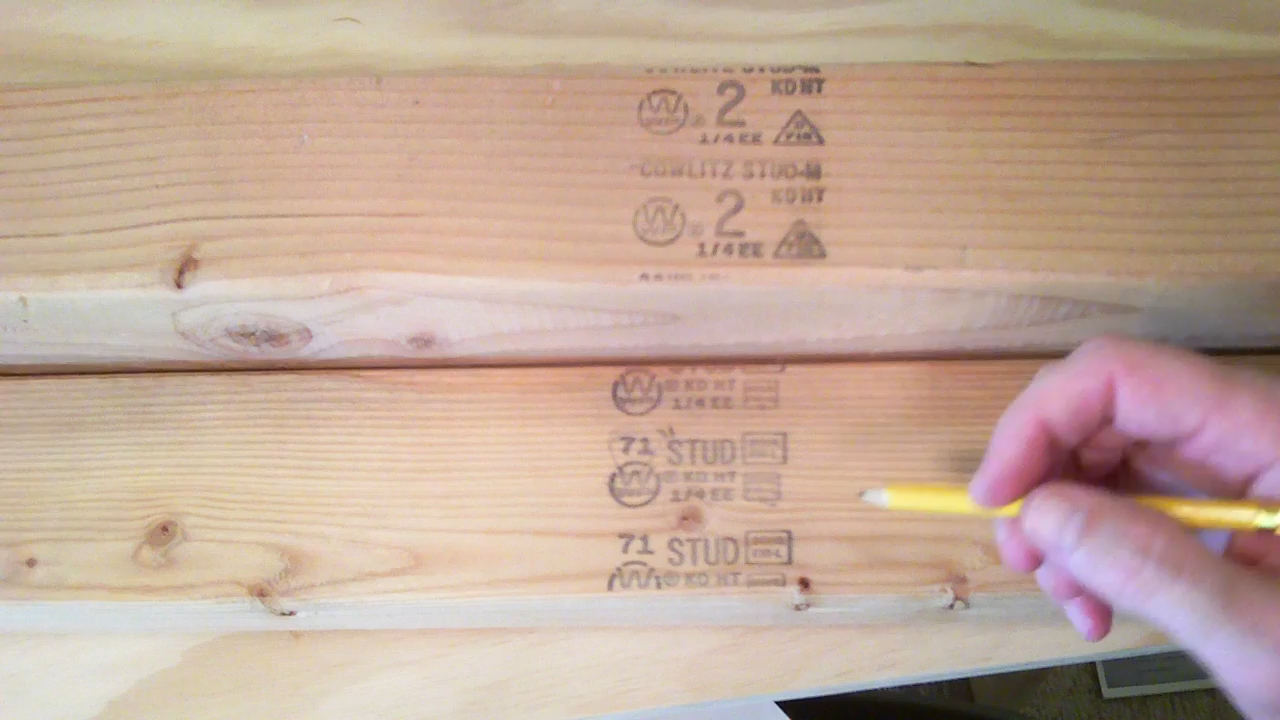 2 KD HT
W ®
1/4 EE
COWLITZ STUD-M
2 KD HT
W ®
1/4 EE
W ® KD HT
1/4 EE
71 STUD
W ® KD HT
1/4 EE
71 STUD
W ® KD HT